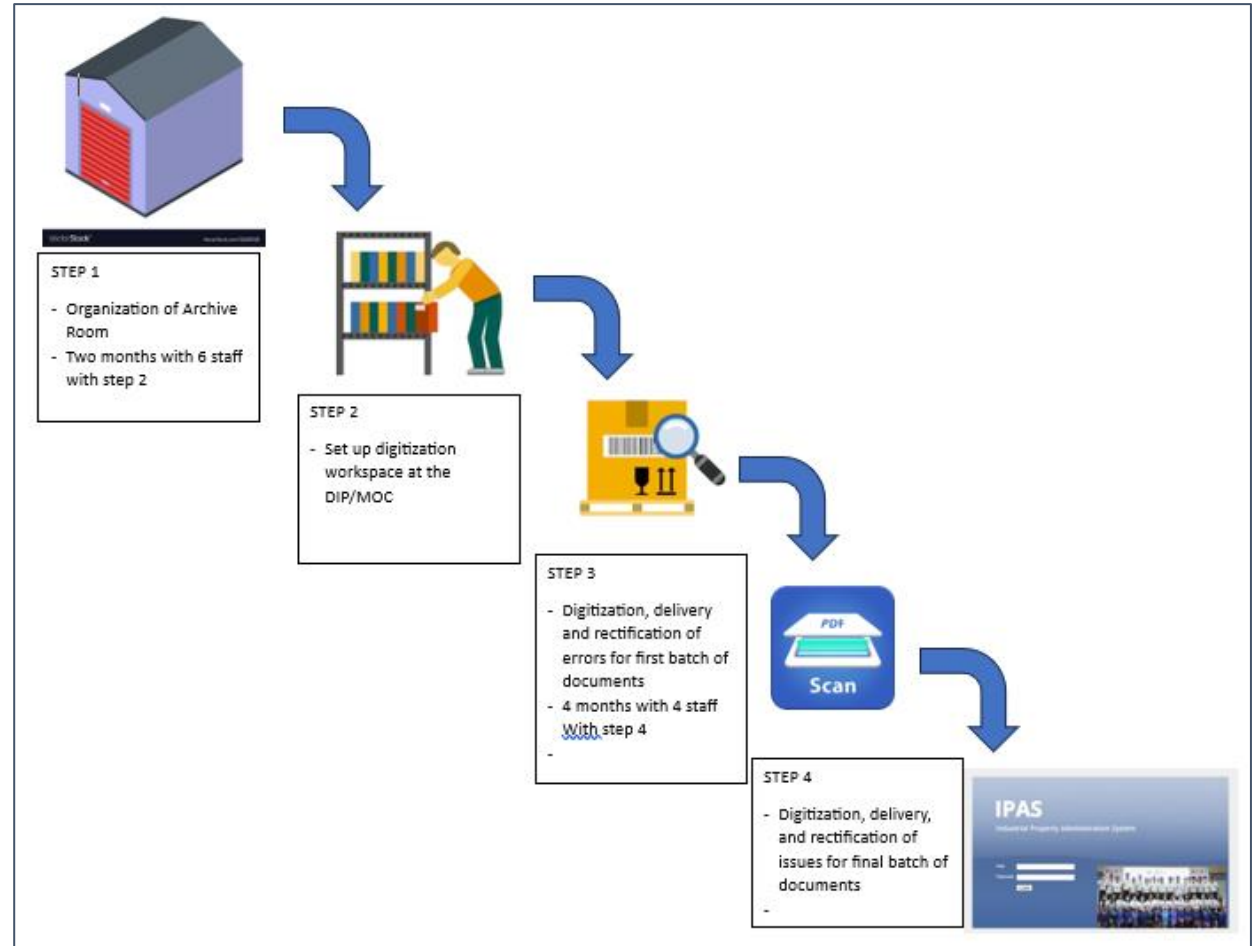 STEP 1
- Organization of Archive
Room
- Two months with 6 staff
with step 2
STEP 2
- Set up digitization
workspace at the
DIP/MOC
STEP 3
- Digitization, delivery
and rectification of
errors for first batch of
documents
- 4 months with 4 staff
With step 4
-
PDF
Scan
STEP 4
- Digitization, delivery,
and rectification of
issues for final batch of
documents
-
IPAS
Industrial Property Administration System